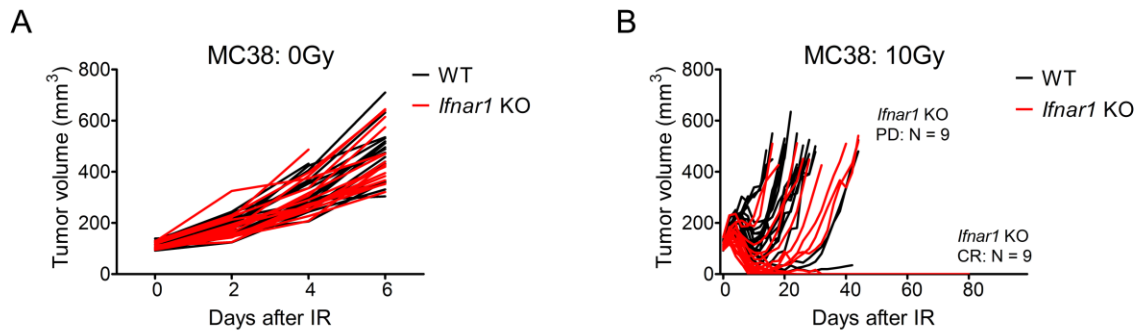 A
MC38: 0Gy
Tumor volume (mm³)
800
600
400
200
0
0 2 4 6
Days after IR
WT
Ifnar1 KO
B
MC38: 10Gy
Tumor volume (mm³)
800
600
400
200
0
0 20 40 60 80
Days after IR
WT
Ifnar1 KO
Ifnar1 KO
PD: N = 9
Ifnar1 KO
CR: N = 9